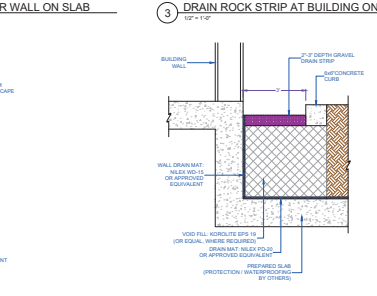 R WALL ON SLAB
3 DRAIN ROCK STRIP AT BUILDING ON
1/2" = 1'-0"
CAPE
NT
BUILDING
WALL
2"-3" DEPTH GRAVEL
DRAIN STRIP
6x6"CONCRETE
CURB
3'
WALL DRAIN MAT:
NILEX WD-15
OR APPROVED
EQUIVALENT
VOID FILL: KOROLITE EPS 19
(OR EQUAL, WHERE REQUIRED)
DRAIN MAT: NILEX PD-20
OR APPROVED EQUIVALENT
PREPARED SLAB
(PROTECTION / WATERPROOFING
BY OTHERS)